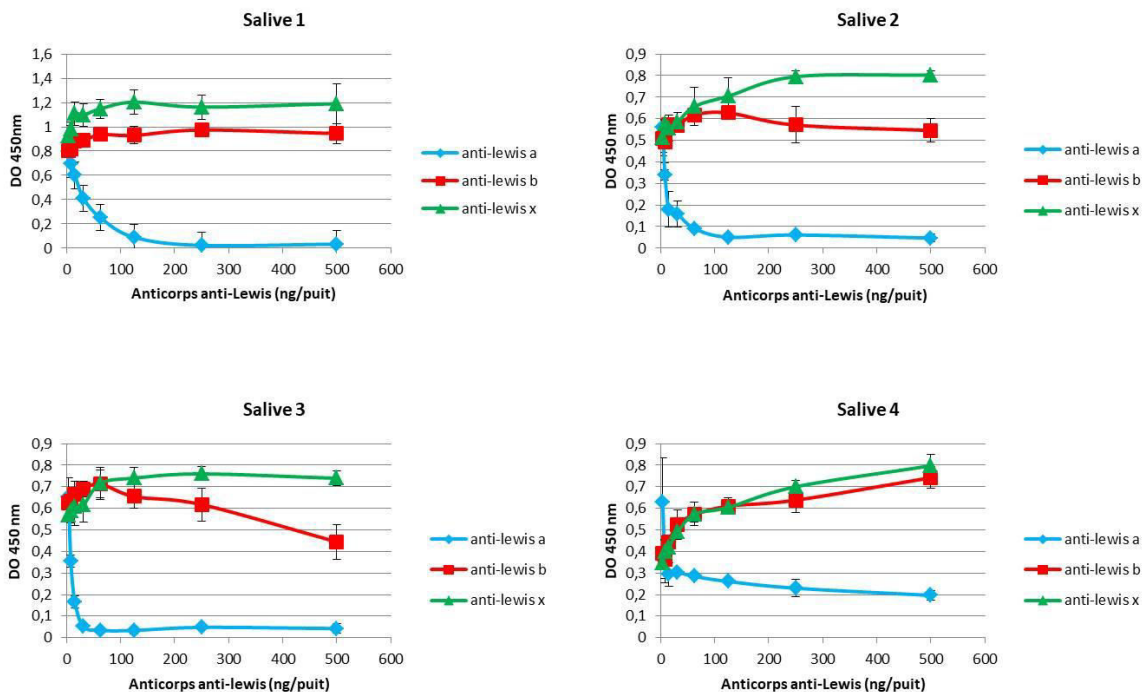 Salive 1
DO 450nm
1,6
1,4
1,2
1
0,8
0,6
0,4
0,2
0
0 100 200 300 400 500 600
Anticorps anti-Lewis (ng/puit)
anti-lewis a
anti-lewis b
anti-lewis x
Salive 2
DO 450 nm
0,9
0,8
0,7
0,6
0,5
0,4
0,3
0,2
0,1
0
0 100 200 300 400 500 600
Anticorps anti-Lewis (ng/puit)
anti-lewis a
anti-lewis b
anti-lewis x
Salive 3
DO 450 nm
0,9
0,8
0,7
0,6
0,5
0,4
0,3
0,2
0,1
0
0 100 200 300 400 500 600
Anticorps anti-lewis (ng/puit)
anti-lewis a
anti-lewis b
anti-lewis x
Salive 4
DO 450 nm
0,9
0,8
0,7
0,6
0,5
0,4
0,3
0,2
0,1
0
0 100 200 300 400 500 600
Anticorps anti-Lewis (ng/puit)
anti-lewis a
anti-lewis b
anti-lewis x